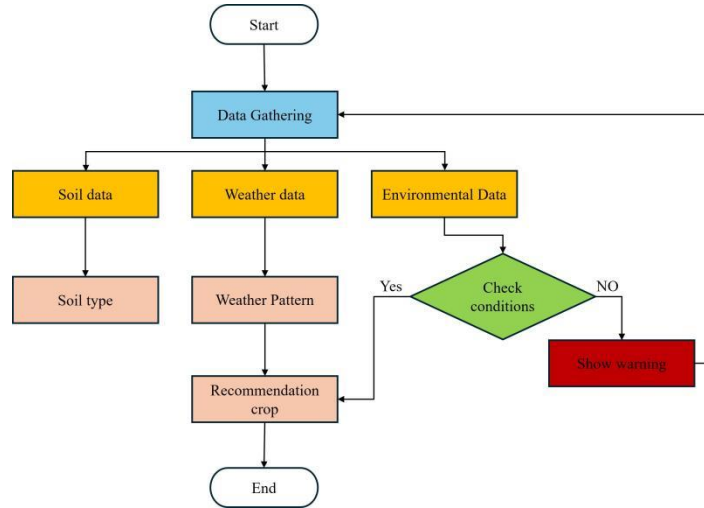 Start
Data Gathering
Soil data
Weather data
Environmental Data
Soil type
Weather Pattern
Yes
Check
conditions
NO
Show warning
Recommendation
crop
End